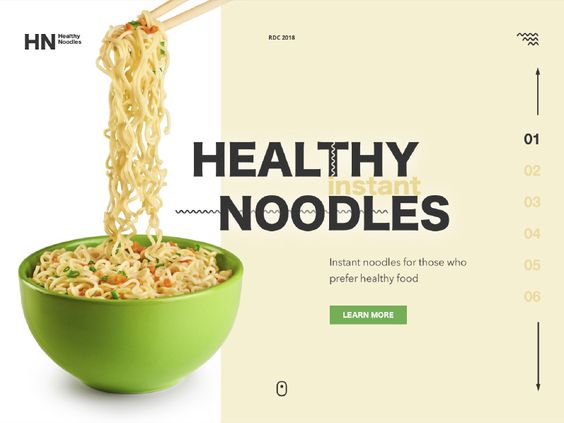 HN Healthy
Noodles
RDC 2018
HEALTHY
instant
NOODLES
Instant noodles for those who
prefer healthy food
LEARN MORE
01
02
03
04
05
06